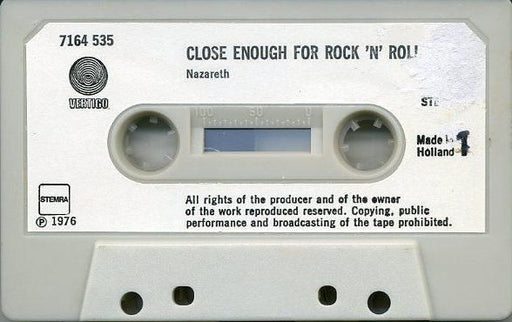 7164 535
CLOSE ENOUGH FOR ROCK 'N' ROLL
Nazareth
VERTIGO
100 50 0
Made
Holland 1
STEMRA
℗ 1976
All rights of the producer and of the owner
of the work reproduced reserved. Copying, public
performance and broadcasting of the tape prohibited.